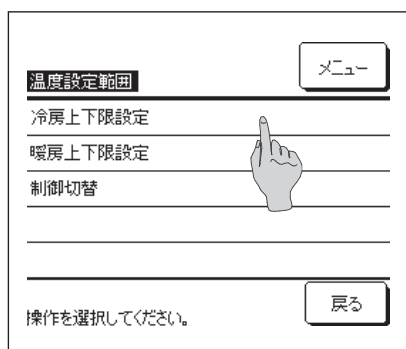 メニュー
温度設定範囲
冷房上下限設定
暖房上下限設定
制御切替
戻る
操作を選択してください。